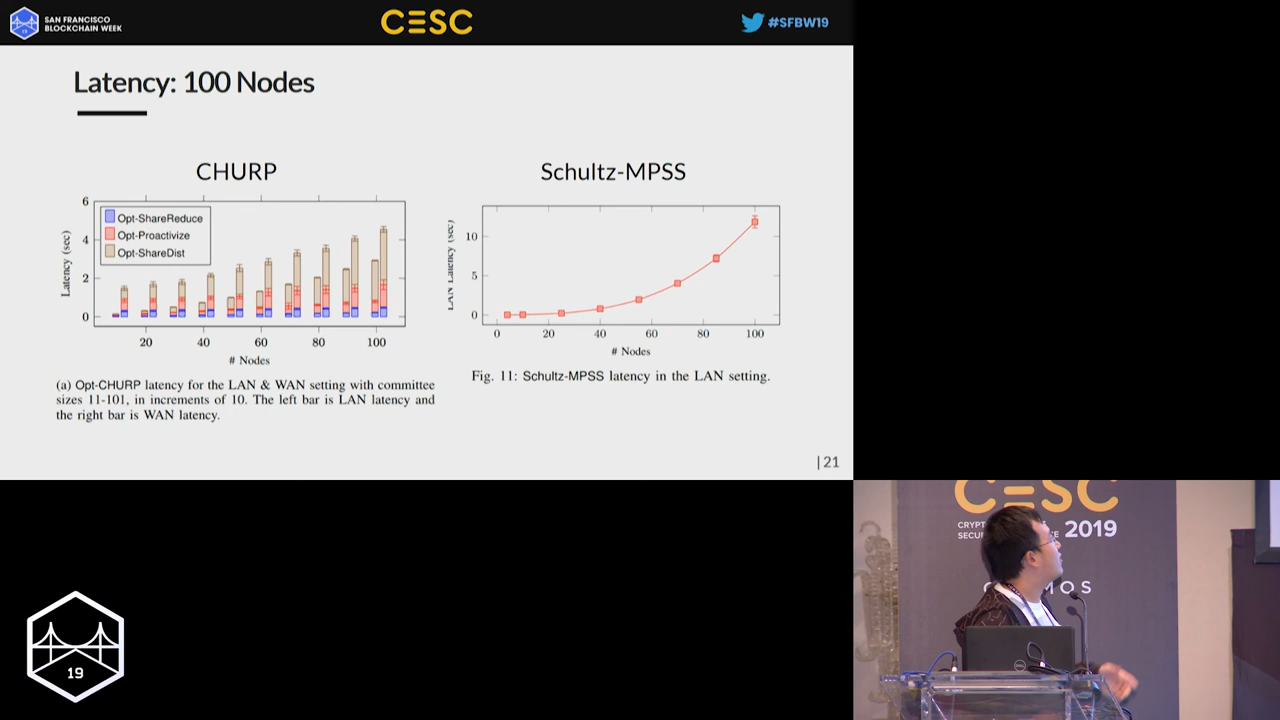 SAN FRANCISCO
BLOCKCHAIN WEEK
19
CESC
#SFBW19
Latency: 100 Nodes
CHURP
Schultz-MPSS
6
4
2
0
Latency (sec)
Opt-ShareReduce
Opt-Proactivize
Opt-ShareDist
20
40
60
80
100
# Nodes
(a) Opt-CHURP latency for the LAN & WAN setting with committee
sizes 11-101, in increments of 10. The left bar is LAN latency and
the right bar is WAN latency.
10
5
0
LAN Latency (sec)
0
20
40
60
80
100
# Nodes
Fig. 11: Schultz-MPSS latency in the LAN setting.
| 21
CESC
2019
19